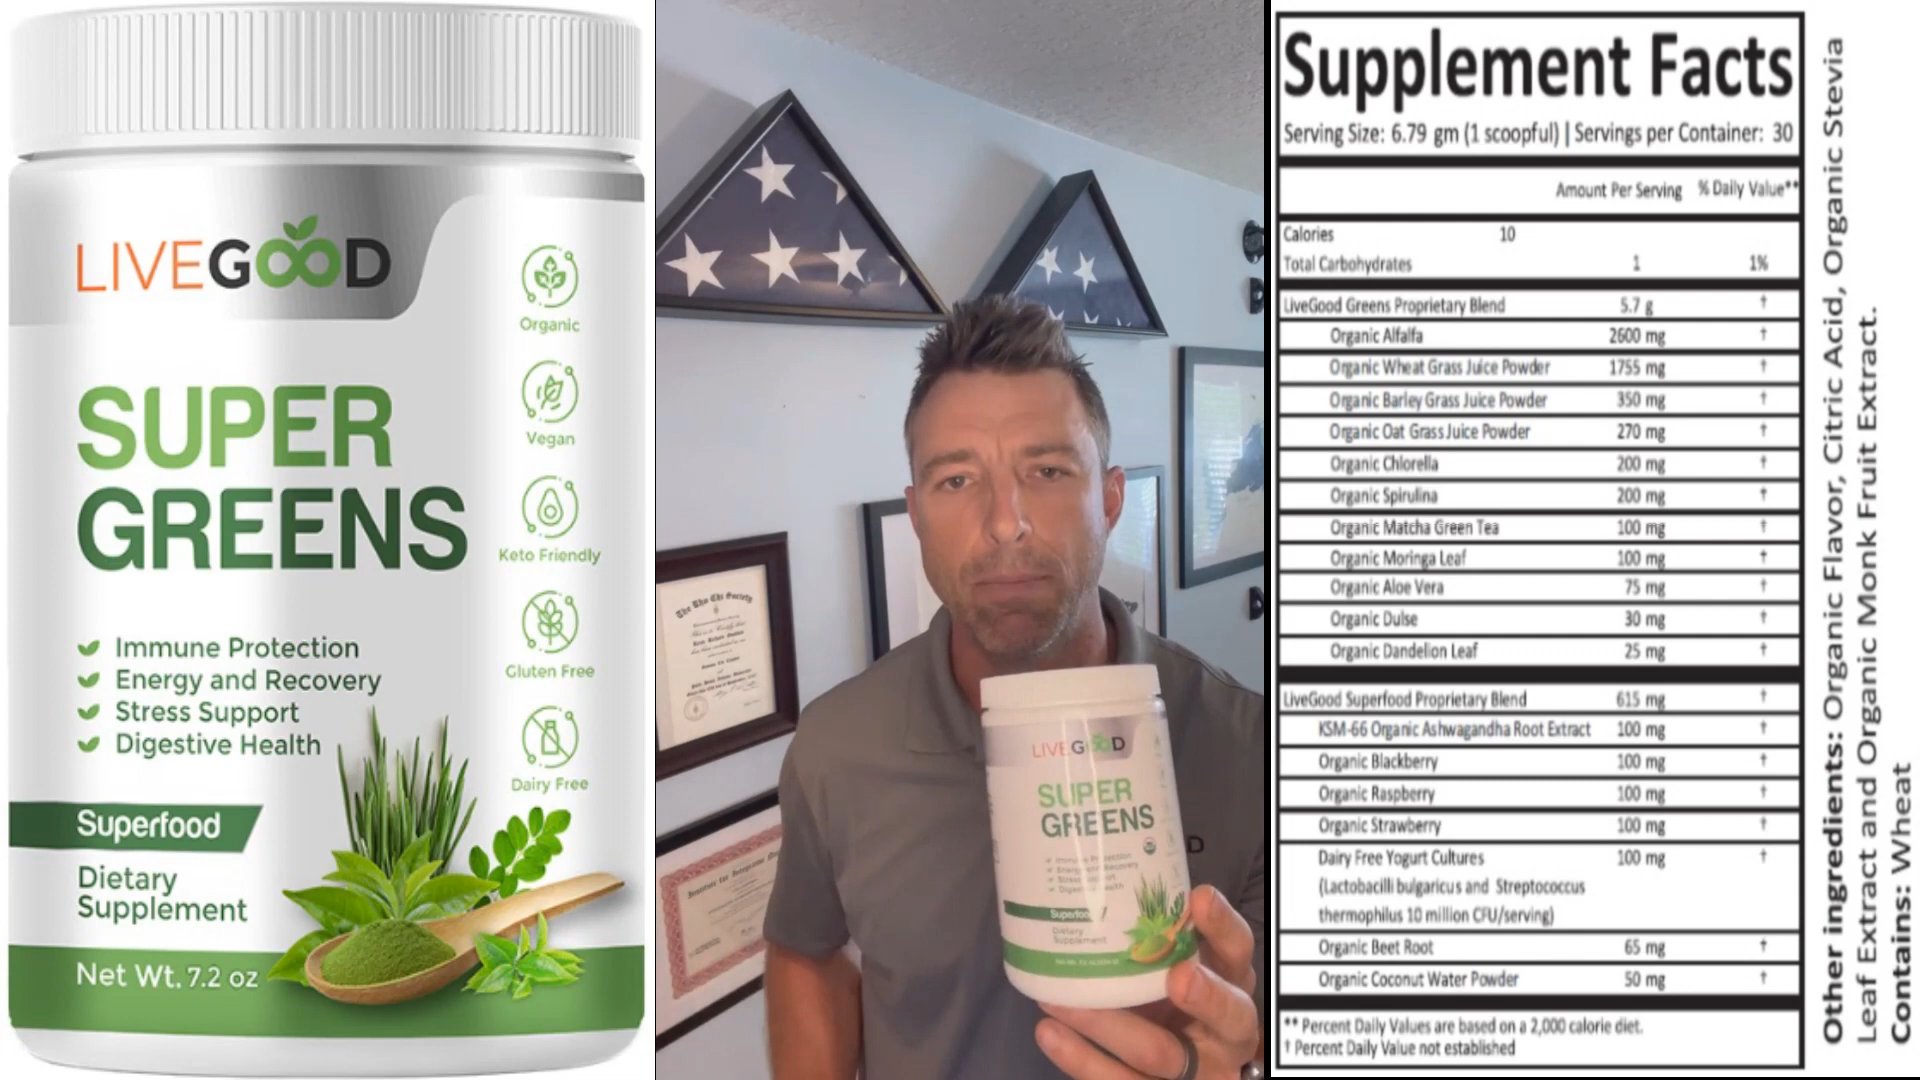 LIVEGOOD
SUPER
GREENS
Immune Protection
Energy and Recovery
Stress Support
Digestive Health
Superfood
Dietary
Supplement
Net Wt. 7.2 oz
Organic
Vegan
Keto Friendly
Gluten Free
Dairy Free
The Rho Chi Society
LIVEGOOD
SUPER
GREENS
Immune Protection
Energy and Recovery
Superfood
Dietary
Supplement
D
Supplement Facts
Serving Size: 6.79 gm (1 scoopful) | Servings per Container: 30
Amount Per Serving % Daily Value**
Calories 10
Total Carbohydrates 1 1%
LiveGood Greens Proprietary Blend 5.7 g †
Organic Alfalfa 2600 mg †
Organic Wheat Grass Juice Powder 1755 mg †
Organic Barley Grass Juice Powder 350 mg †
Organic Oat Grass Juice Powder 270 mg †
Organic Chlorella 200 mg †
Organic Spirulina 200 mg †
Organic Matcha Green Tea 100 mg †
Organic Moringa Leaf 100 mg †
Organic Aloe Vera 75 mg †
Organic Dulse 30 mg †
Organic Dandelion Leaf 25 mg †
LiveGood Superfood Proprietary Blend 615 mg †
KSM-66 Organic Ashwagandha Root Extract 100 mg †
Organic Blackberry 100 mg †
Organic Raspberry 100 mg †
Organic Strawberry 100 mg †
Dairy Free Yogurt Cultures 100 mg †
(Lactobacilli bulgaricus and Streptococcus
thermophilus 10 million CFU/serving)
Organic Beet Root 65 mg †
Organic Coconut Water Powder 50 mg †
** Percent Daily Values are based on a 2,000 calorie diet.
† Percent Daily Value not established
Other ingredients: Organic Flavor, Citric Acid, Organic Stevia
Leaf Extract and Organic Monk Fruit Extract.
Contains: Wheat